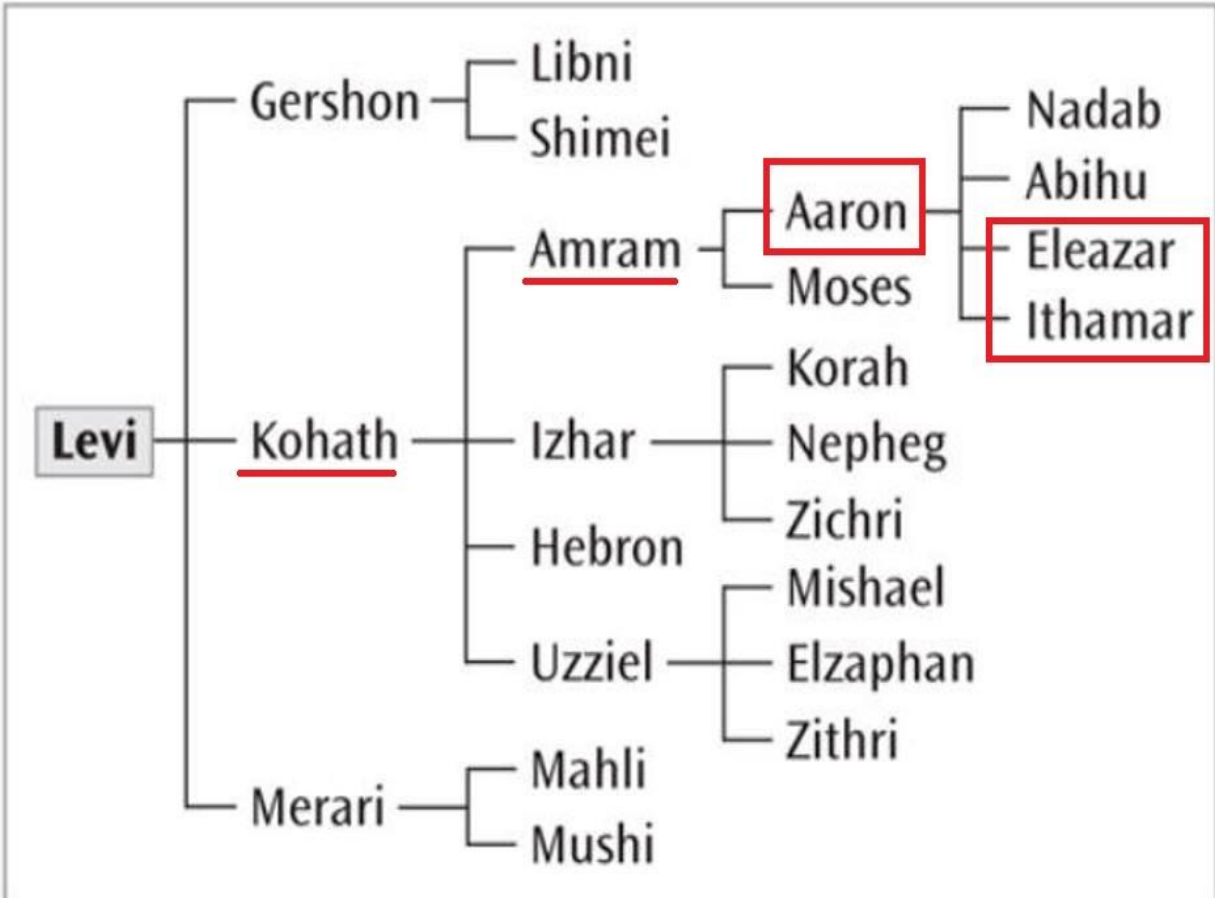 Libni
Gershon
Shimei
Nadab
Abihu
Aaron
Amram
Eleazar
Moses
Ithamar
Korah
Levi
Kohath
Izhar
Nepheg
Zichri
Hebron
Mishael
Uzziel
Elzaphan
Zithri
Mahli
Merari
Mushi